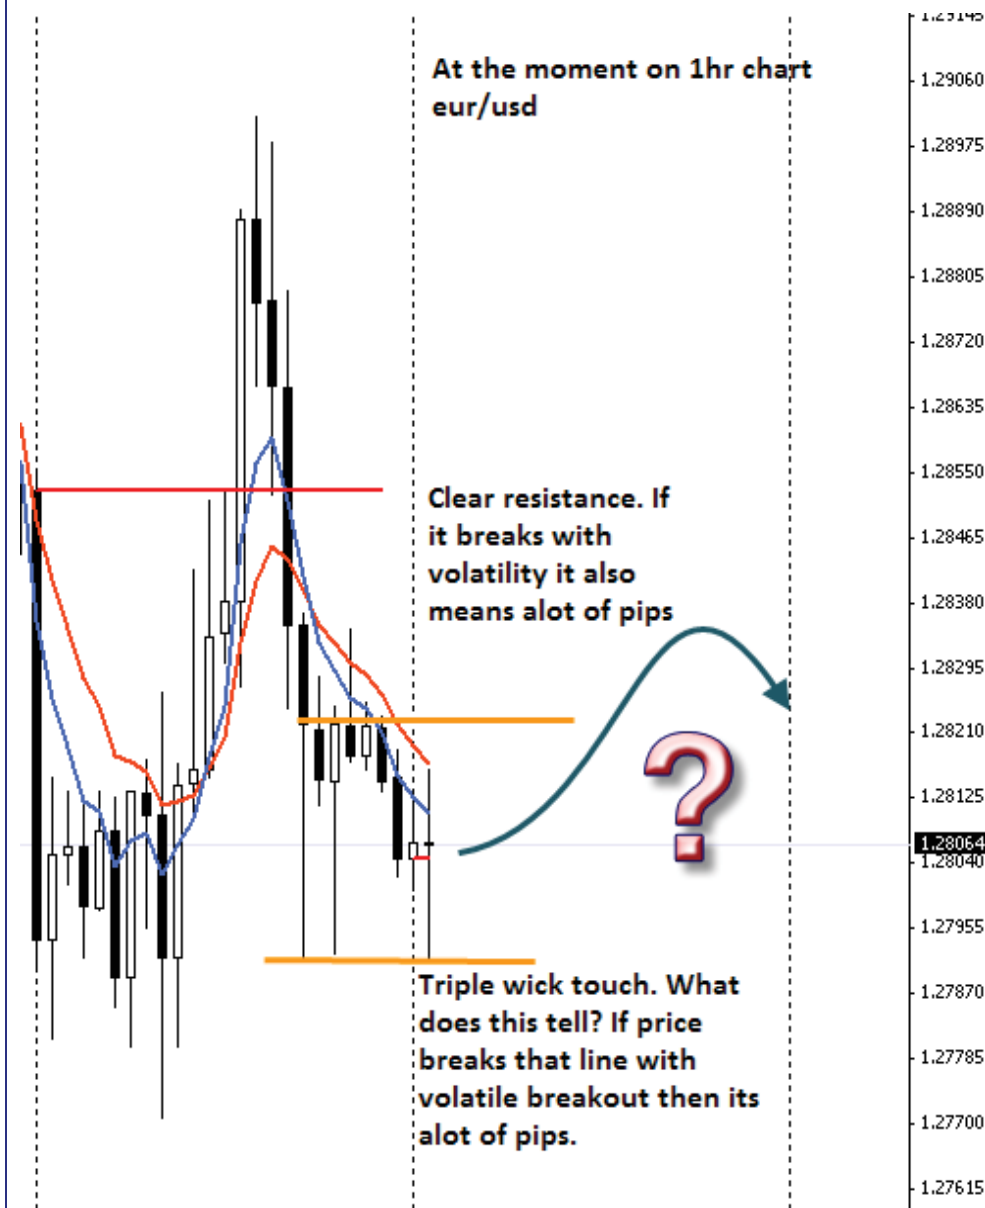 1.29145
At the moment on 1hr chart
eur/usd
1.29060
1.28975
1.28890
1.28805
1.28720
1.28635
1.28550
Clear resistance. If
it breaks with
volatility it also
means alot of pips
1.28465
1.28380
1.28295
1.28210
?
1.28125
1.28064
1.28040
1.27955
Triple wick touch. What
does this tell? If price
breaks that line with
volatile breakout then its
alot of pips.
1.27870
1.27785
1.27700
1.27615